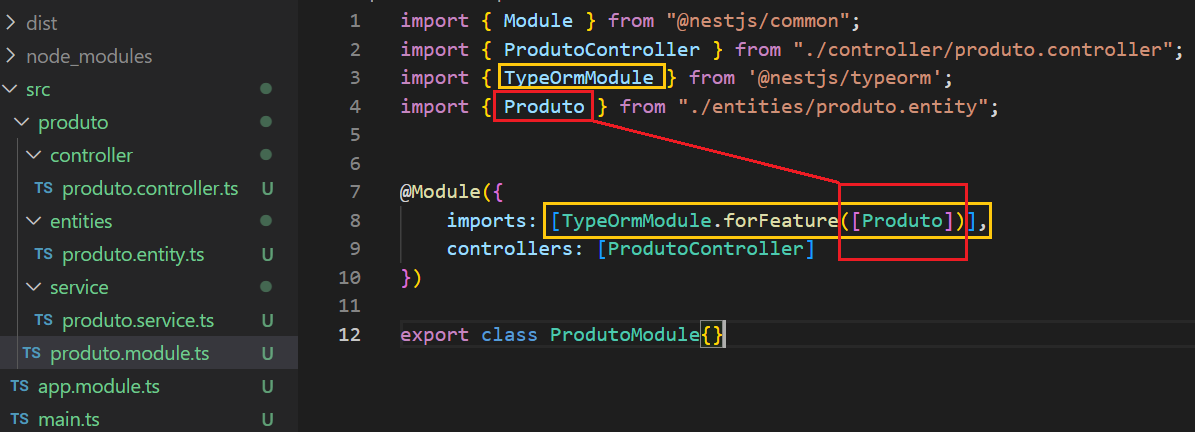 dist
node_modules
src
produto
controller
TS produto.controller.ts U
entities
TS produto.entity.ts U
service
TS produto.service.ts U
TS produto.module.ts U
TS app.module.ts U
TS main.ts U
1 import { Module } from "@nestjs/common";
2 import { ProdutoController } from "./controller/produto.controller";
3 import { TypeOrmModule } from '@nestjs/typeorm';
4 import { Produto } from "./entities/produto.entity";
5
6
7 @Module({
8 imports: [TypeOrmModule.forFeature([Produto])],
9 controllers: [ProdutoController]
10 })
11
12 export class ProdutoModule{}